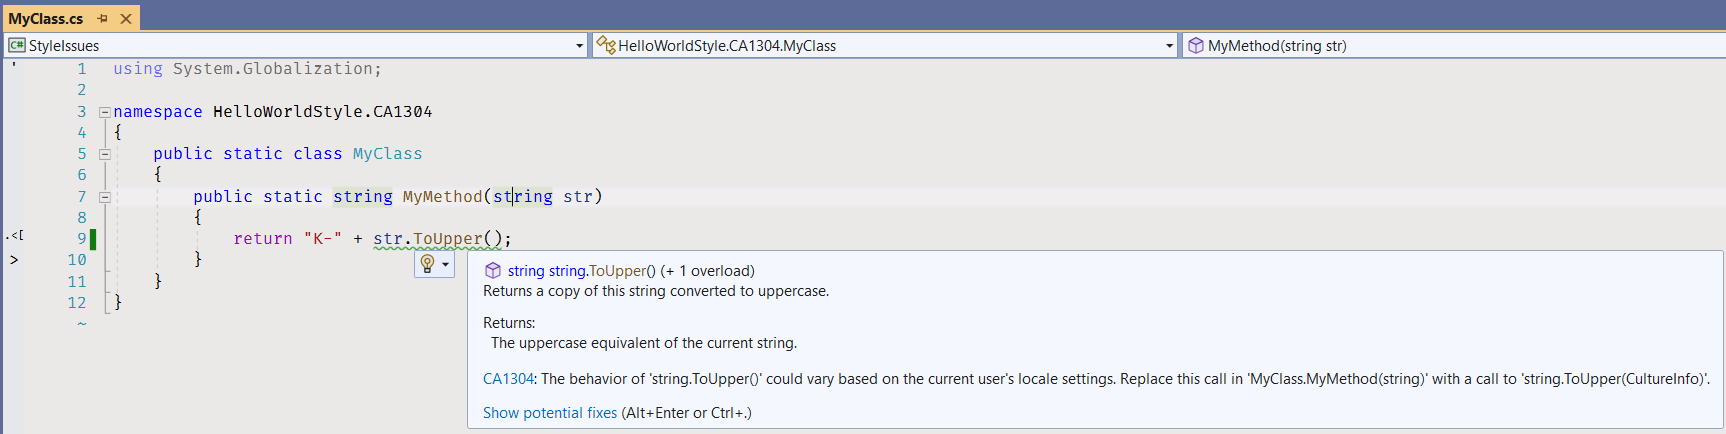 MyClass.cs
StyleIssues
HelloWorldStyle.CA1304.MyClass
MyMethod(string str)
1 using System.Globalization;
2
3 namespace HelloWorldStyle.CA1304
4 {
5 public static class MyClass
6 {
7 public static string MyMethod(string str)
8 {
9 return "K-" + str.ToUpper();
10 }
11 }
12 }
~
' 
.<[
>
string string.ToUpper() (+ 1 overload)
Returns a copy of this string converted to uppercase.
Returns:
The uppercase equivalent of the current string.
CA1304: The behavior of 'string.ToUpper()' could vary based on the current user's locale settings. Replace this call in 'MyClass.MyMethod(string)' with a call to 'string.ToUpper(CultureInfo)'.
Show potential fixes (Alt+Enter or Ctrl+.)